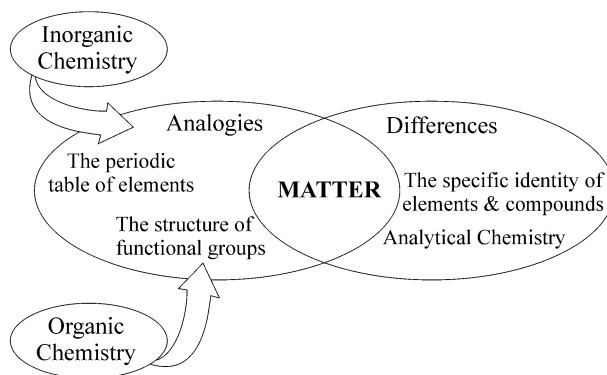 Inorganic
Chemistry
Analogies
Differences
The periodic
table of elements
MATTER
The specific identity of
elements & compounds
The structure of
functional groups
Analytical Chemistry
Organic
Chemistry